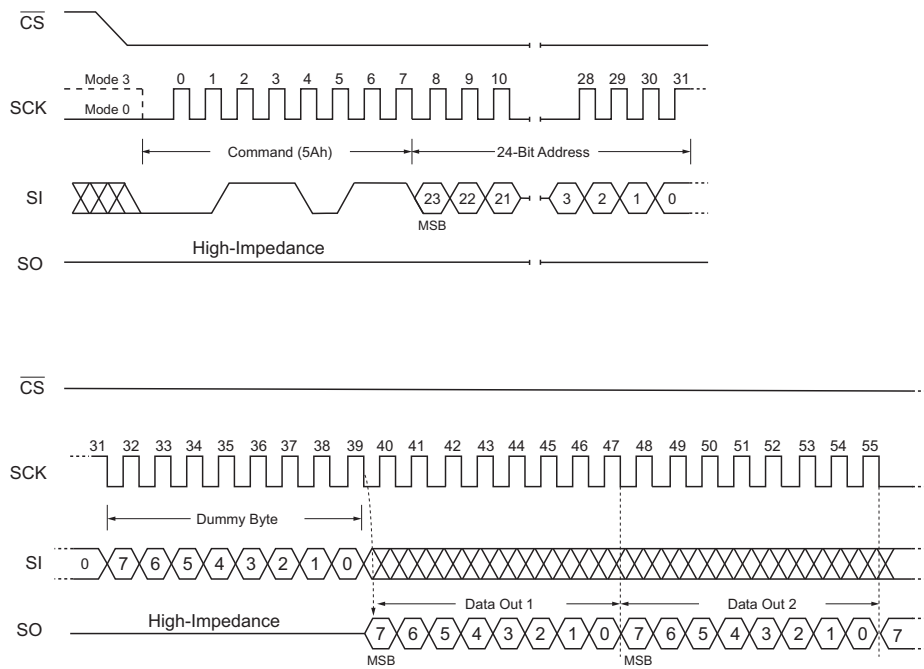 CS
Mode 3
0 1 2 3 4 5 6 7 8 9 10 28 29 30 31
SCK
Mode 0
Command (5Ah) 24-Bit Address
SI 23 22 21 3 2 1 0
MSB
High-Impedance
SO
CS
31 32 33 34 35 36 37 38 39 40 41 42 43 44 45 46 47 48 49 50 51 52 53 54 55
SCK
Dummy Byte
SI 0 7 6 5 4 3 2 1 0
Data Out 1 Data Out 2
High-Impedance
SO 7 6 5 4 3 2 1 0 7 6 5 4 3 2 1 0 7
MSB MSB